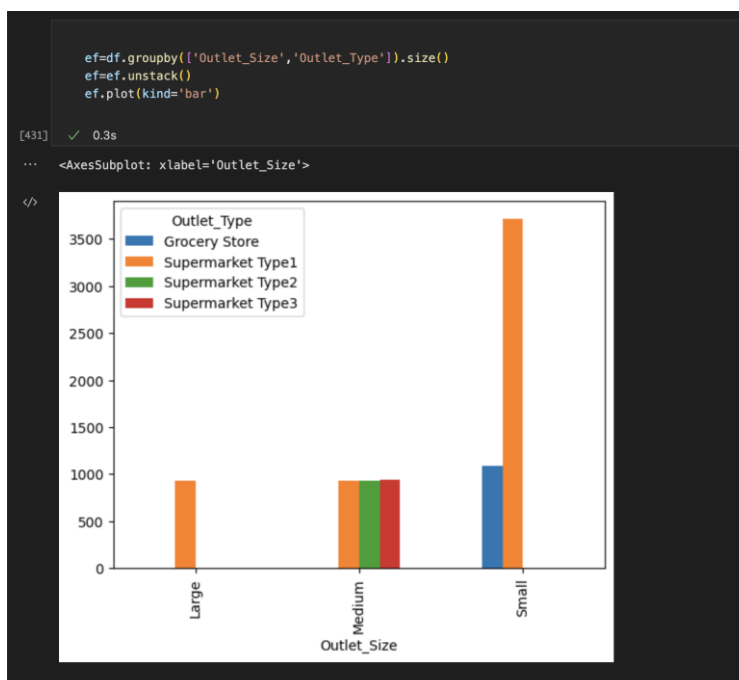 ef=df.groupby(['Outlet_Size','Outlet_Type']).size()
ef=ef.unstack()
ef.plot(kind='bar')
[431] ✓ 0.3s
... <AxesSubplot: xlabel='Outlet_Size'>
</>
Outlet_Type
Grocery Store
Supermarket Type1
Supermarket Type2
Supermarket Type3
3500
3000
2500
2000
1500
1000
500
0
Large
Medium
Small
Outlet_Size